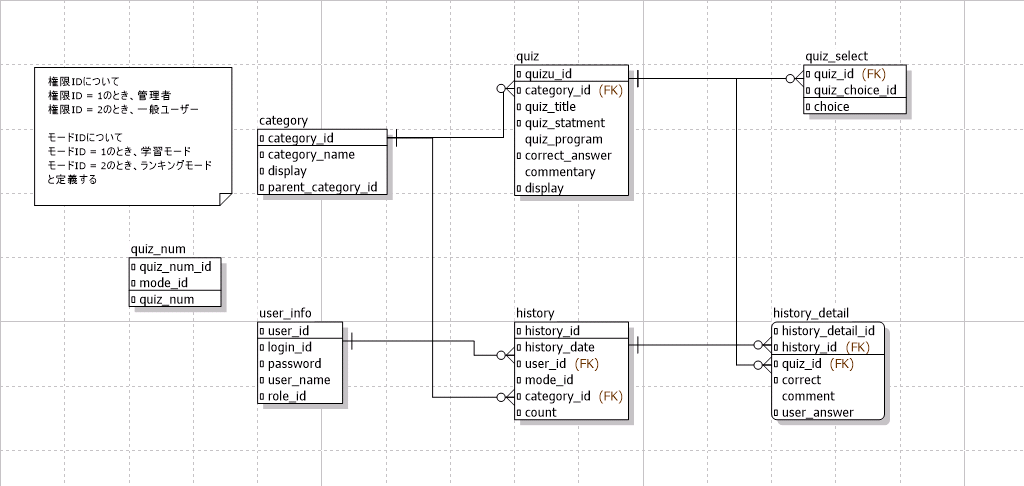 権限IDについて
権限ID = 1のとき、管理者
権限ID = 2のとき、一般ユーザー
モードIDについて
モードID = 1のとき、学習モード
モードID = 2のとき、ランキングモード
と定義する
category
category_id
category_name
display
parent_category_id
quiz
quizu_id
category_id (FK)
quiz_title
quiz_statment
quiz_program
correct_answer
commentary
display
quiz_select
quiz_id (FK)
quiz_choice_id
choice
quiz_num
quiz_num_id
mode_id
quiz_num
user_info
user_id
login_id
password
user_name
role_id
history
history_id
history_date
user_id (FK)
mode_id
category_id (FK)
count
history_detail
history_detail_id
history_id (FK)
quiz_id (FK)
correct
comment
user_answer